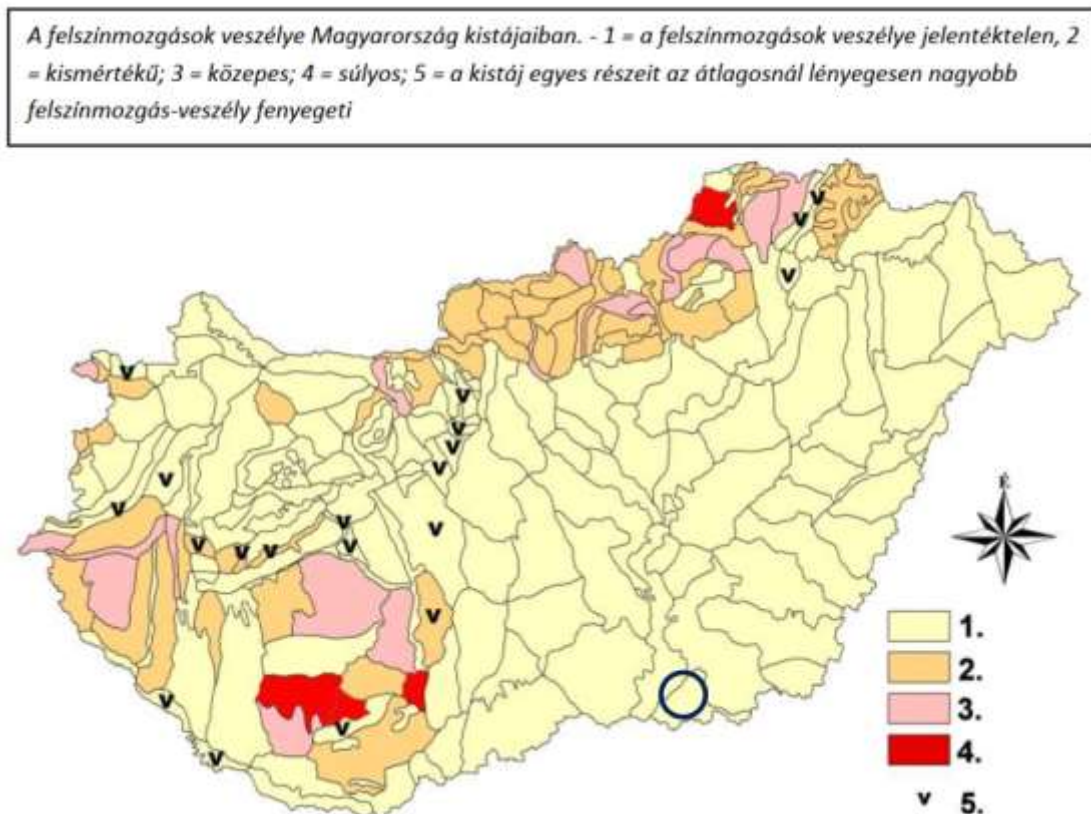 A felszínmozgások veszélye Magyarország kistájaiban. - 1 = a felszínmozgások veszélye jelentéktelen, 2
= kismértékű; 3 = közepes; 4 = súlyos; 5 = a kistáj egyes részeit az átlagosnál lényegesen nagyobb
felszínmozgás-veszély fenyegeti
É
1.
2.
3.
4.
v 5.